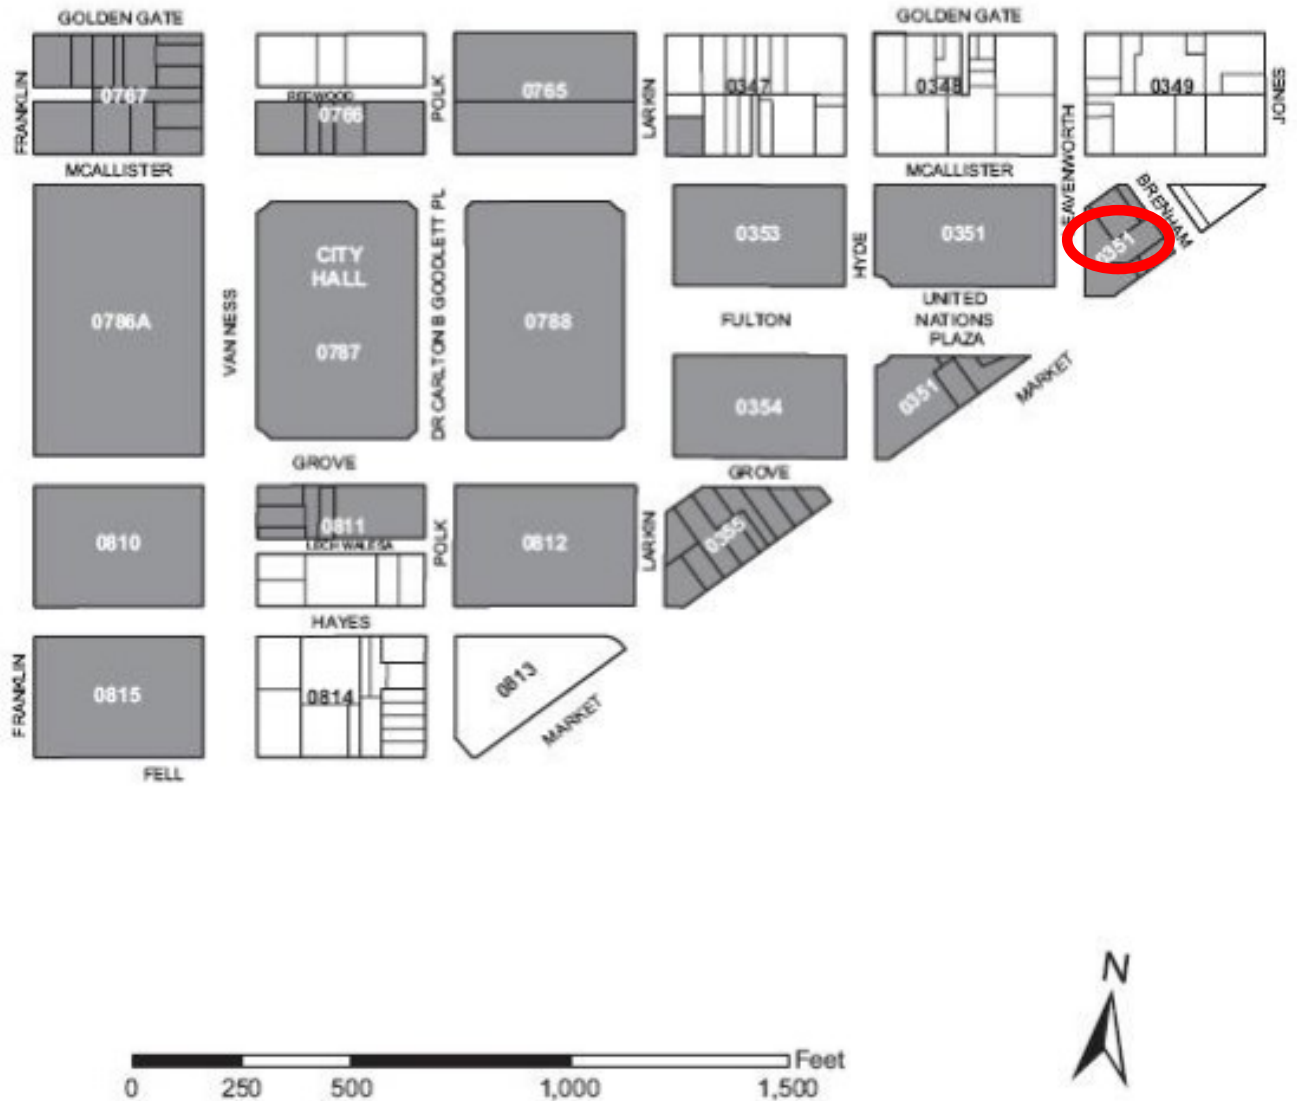 GOLDEN GATE
GOLDEN GATE
FRANKLIN
0767
REDWOOD
0766
POLK
0765
LARKIN
0347
0348
0349
JONES
MCALLISTER
MCALLISTER
EAVENWORTH
BRENHAM
0786A
VAN NESS
CITY
HALL
0787
DR CARLTON B GOODLETT PL
0788
0353
HYDE
0351
0351
FULTON
UNITED
NATIONS
PLAZA
0354
0351
MARKET
GROVE
GROVE
0810
0811
LECH WALESA
POLK
0812
LARKIN
0355
HAYES
FRANKLIN
0815
0814
0813
MARKET
FELL
N
Feet
0 250 500 1,000 1,500